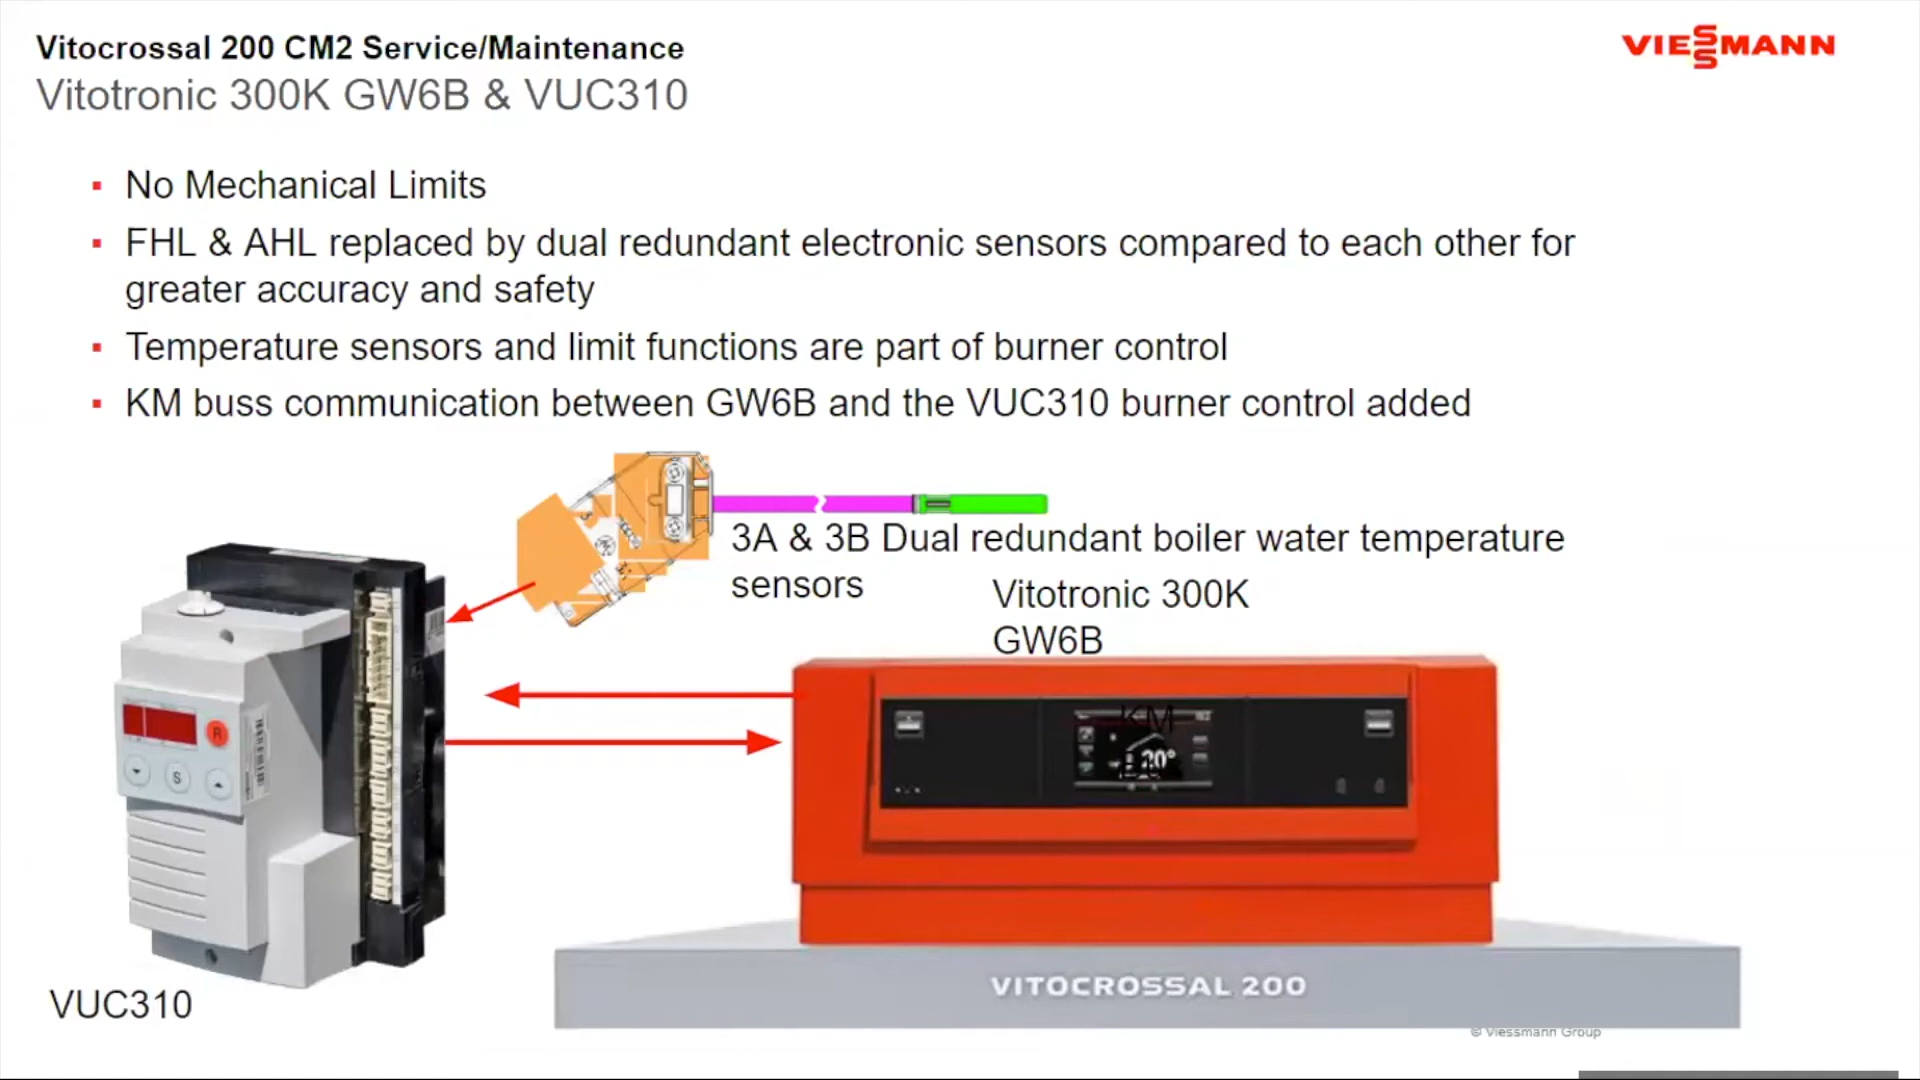 Vitocrossal 200 CM2 Service/Maintenance
VIESSMANN
Vitotronic 300K GW6B & VUC310
No Mechanical Limits
FHL & AHL replaced by dual redundant electronic sensors compared to each other for
greater accuracy and safety
Temperature sensors and limit functions are part of burner control
KM buss communication between GW6B and the VUC310 burner control added
3A & 3B Dual redundant boiler water temperature
sensors
Vitotronic 300K
GW6B
KM
20°
R
S
VITOCROSSAL 200
VUC310
© Viessmann Group